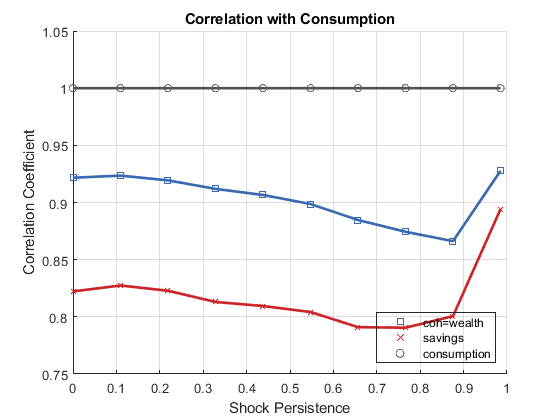 Correlation with Consumption
1.05
1
0.95
0.9
0.85
0.8
0.75
Correlation Coefficient
coh=wealth
savings
consumption
0 0.1 0.2 0.3 0.4 0.5 0.6 0.7 0.8 0.9 1
Shock Persistence